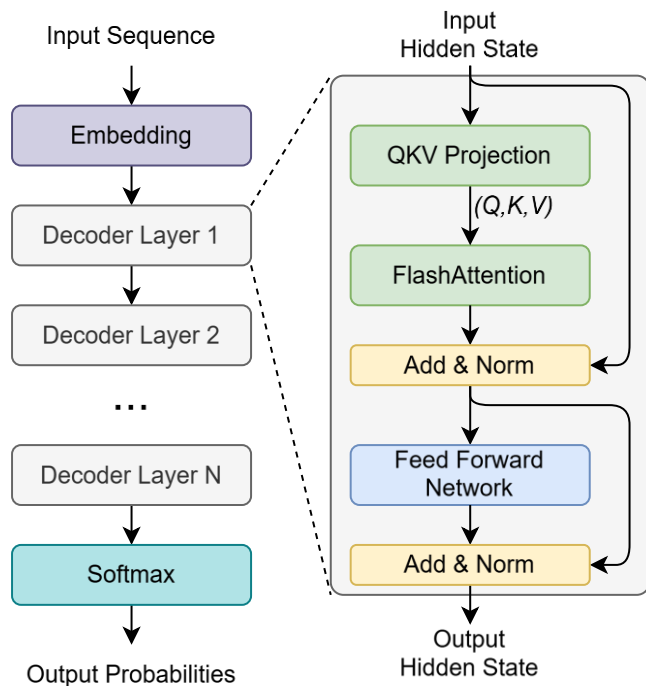 Input Sequence
Embedding
Decoder Layer 1
Decoder Layer 2
...
Decoder Layer N
Softmax
Output Probabilities
Input
Hidden State
QKV Projection
(Q,K,V)
FlashAttention
Add & Norm
Feed Forward
Network
Add & Norm
Output
Hidden State